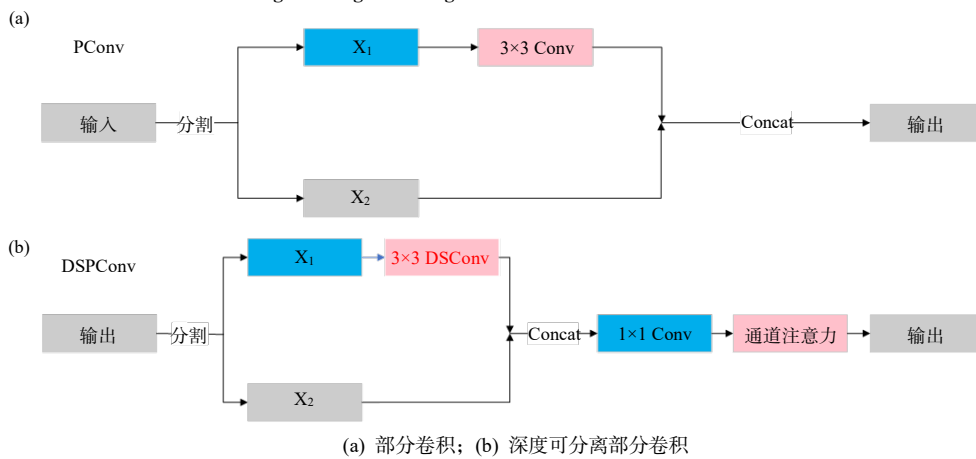 (a)
PConv
X₁
3×3 Conv
输入
分割
Concat
输出
X₂
(b)
DSPConv
X₁
3×3 DSConv
输出
分割
Concat
1×1 Conv
通道注意力
输出
X₂
(a) 部分卷积；(b) 深度可分离部分卷积